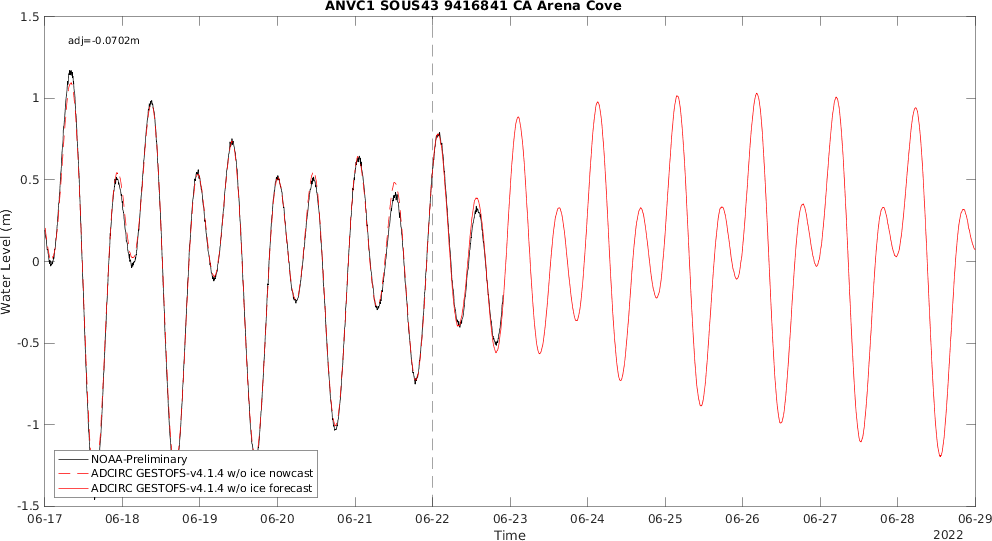 ANVC1 SOUS43 9416841 CA Arena Cove
adj=-0.0702m
1.5
1
0.5
0
-0.5
-1
-1.5
Water Level (m)
NOAA-Preliminary
ADCIRC GESTOFS-v4.1.4 w/o ice nowcast
ADCIRC GESTOFS-v4.1.4 w/o ice forecast
06-17 06-18 06-19 06-20 06-21 06-22 06-23 06-24 06-25 06-26 06-27 06-28 06-29
Time
2022